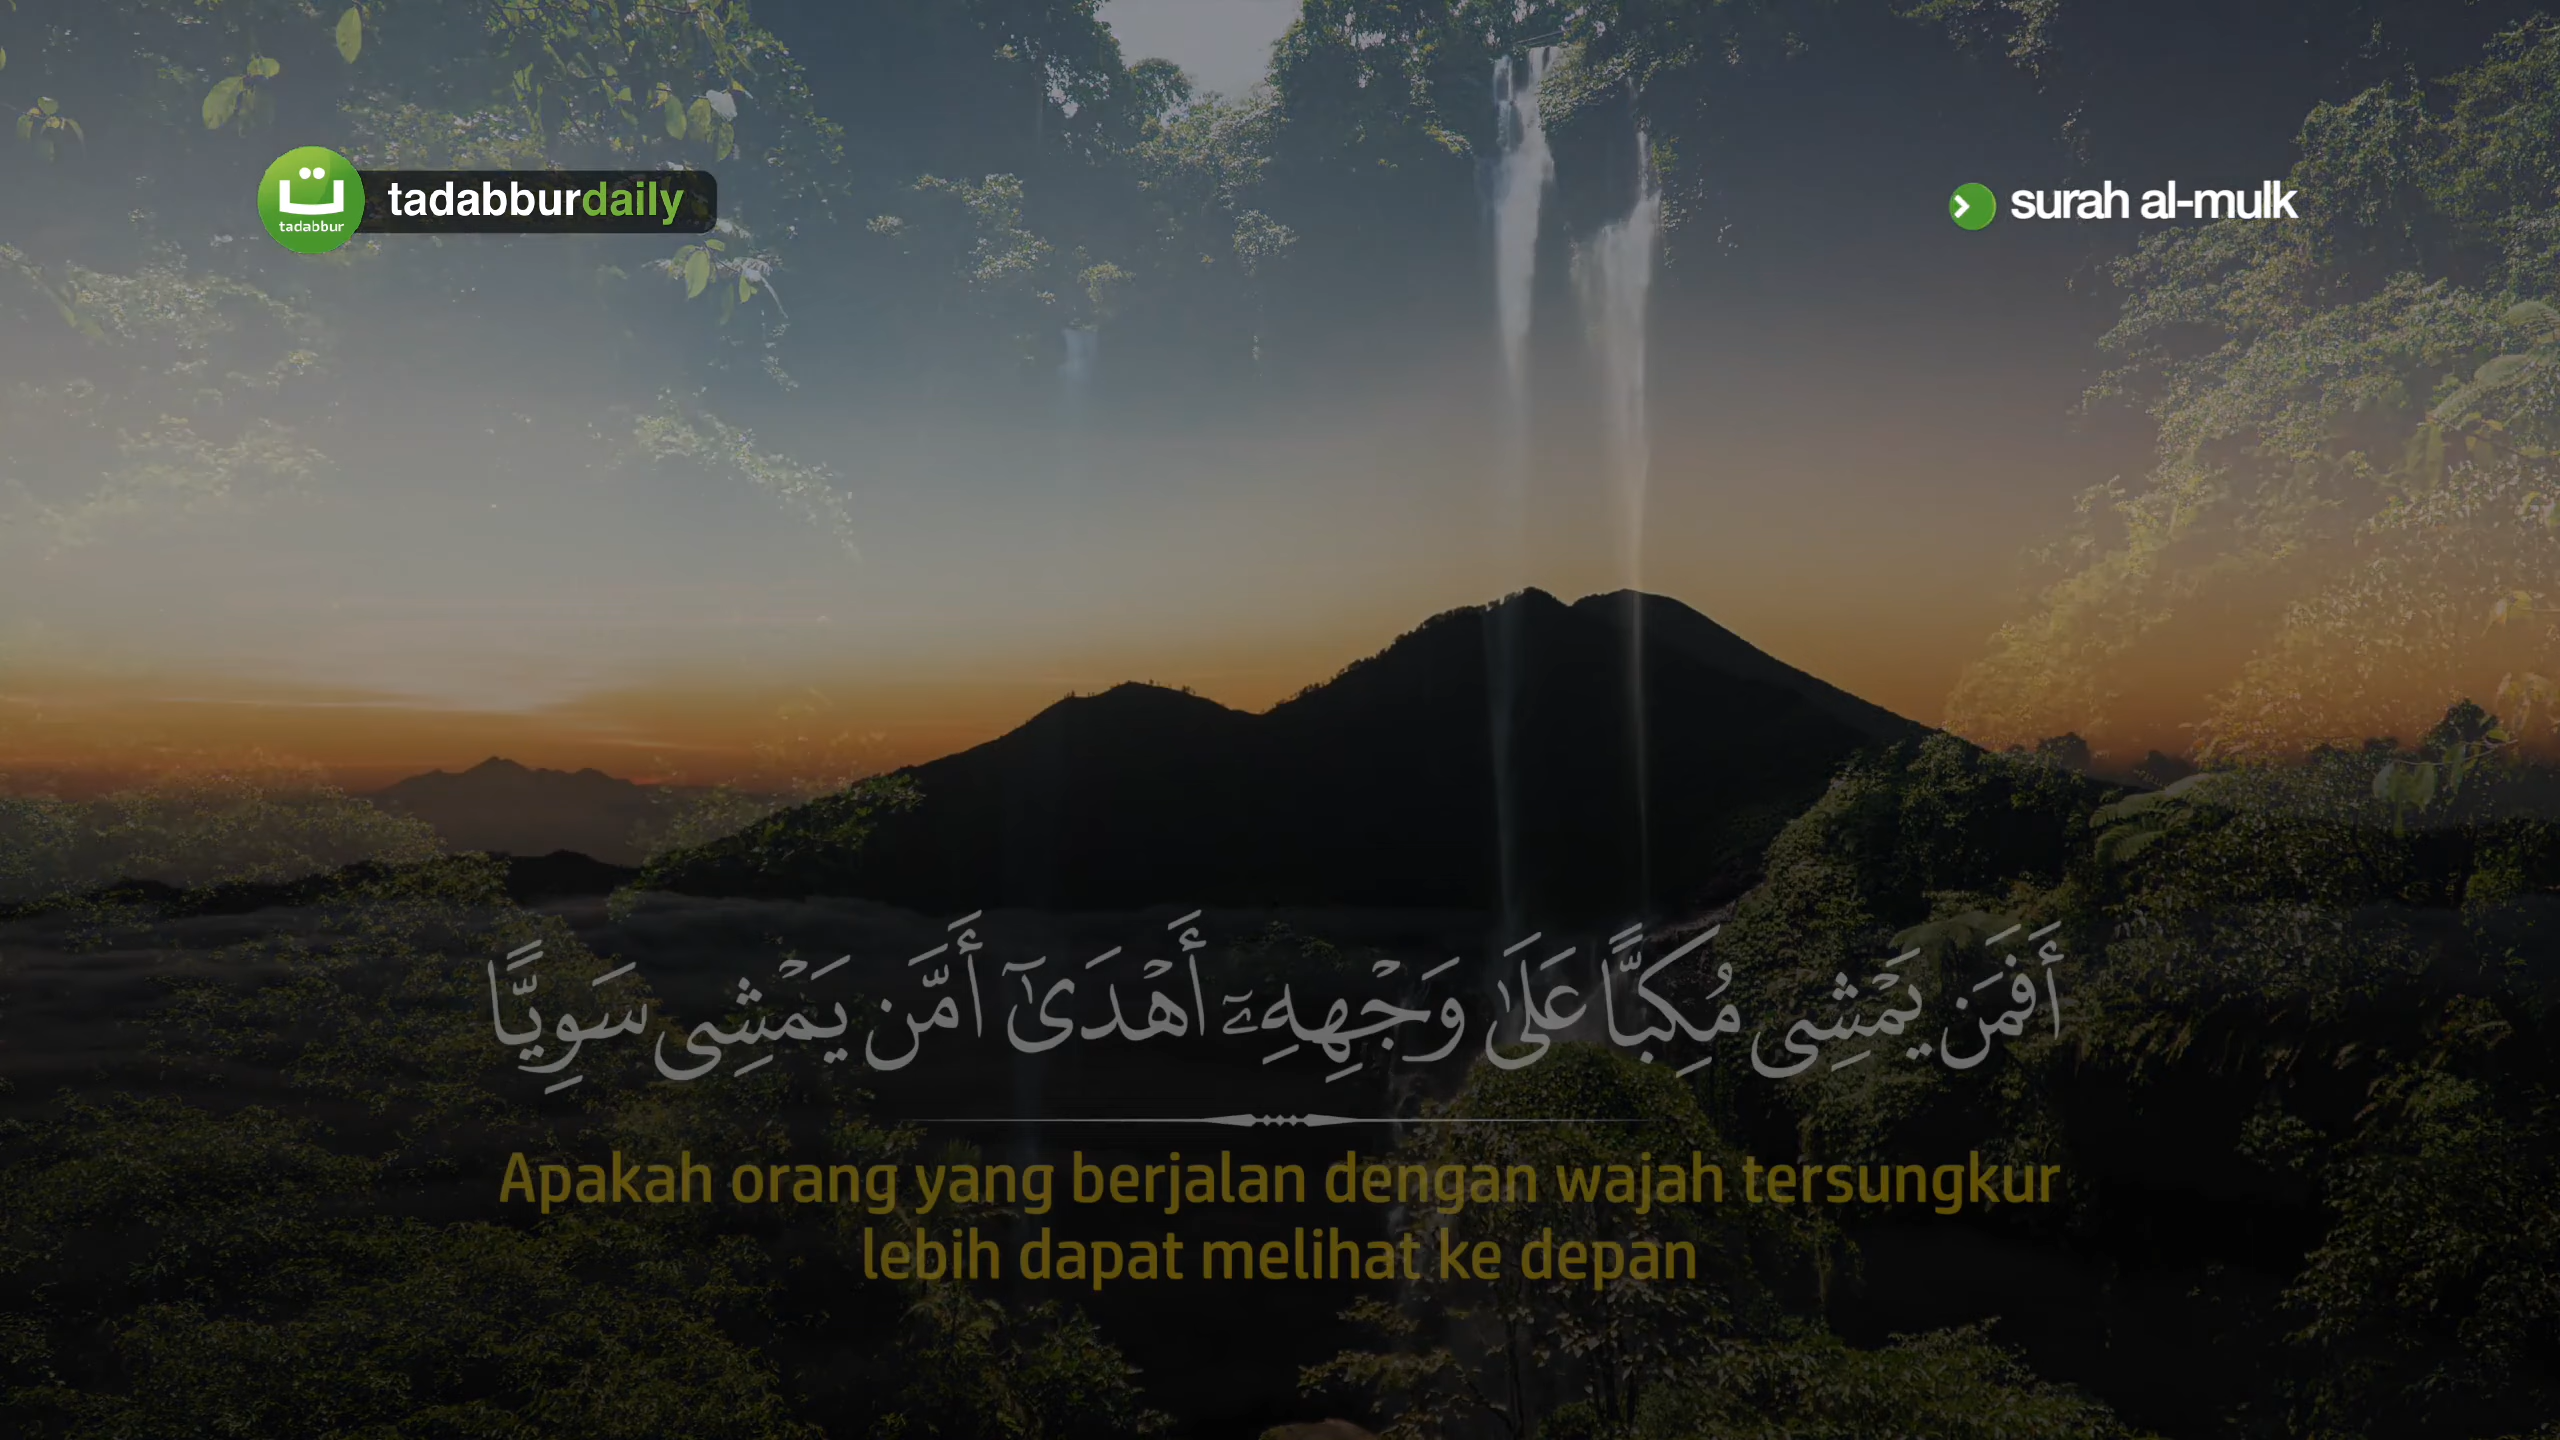 ت
tadabbur
tadabburdaily
surah al-mulk
أَفَمَن يَمْشِى مُكِبًّا عَلَىٰ وَجْهِهِۦٓ أَهْدَىٰٓ أَمَّن يَمْشِى سَوِيًّا
Apakah orang yang berjalan dengan wajah tersungkur
lebih dapat melihat ke depan